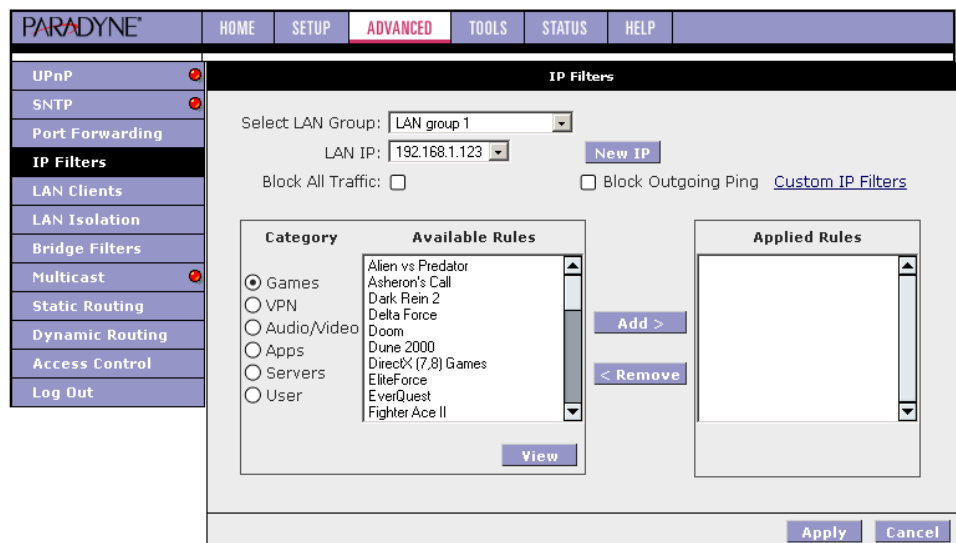 PARADYNE®
HOME SETUP ADVANCED TOOLS STATUS HELP
UPnP
SNTP
Port Forwarding
IP Filters
LAN Clients
LAN Isolation
Bridge Filters
Multicast
Static Routing
Dynamic Routing
Access Control
Log Out
IP Filters
Select LAN Group: LAN group 1
LAN IP: 192.168.1.123 New IP
Block All Traffic: Block Outgoing Ping Custom IP Filters
Category
Games
VPN
Audio/Video
Apps
Servers
User
Available Rules
Alien vs Predator
Asheron's Call
Dark Rein 2
Delta Force
Doom
Dune 2000
DirectX (7,8) Games
EliteForce
EverQuest
Fighter Ace II
View
Add >
< Remove
Applied Rules
Apply Cancel